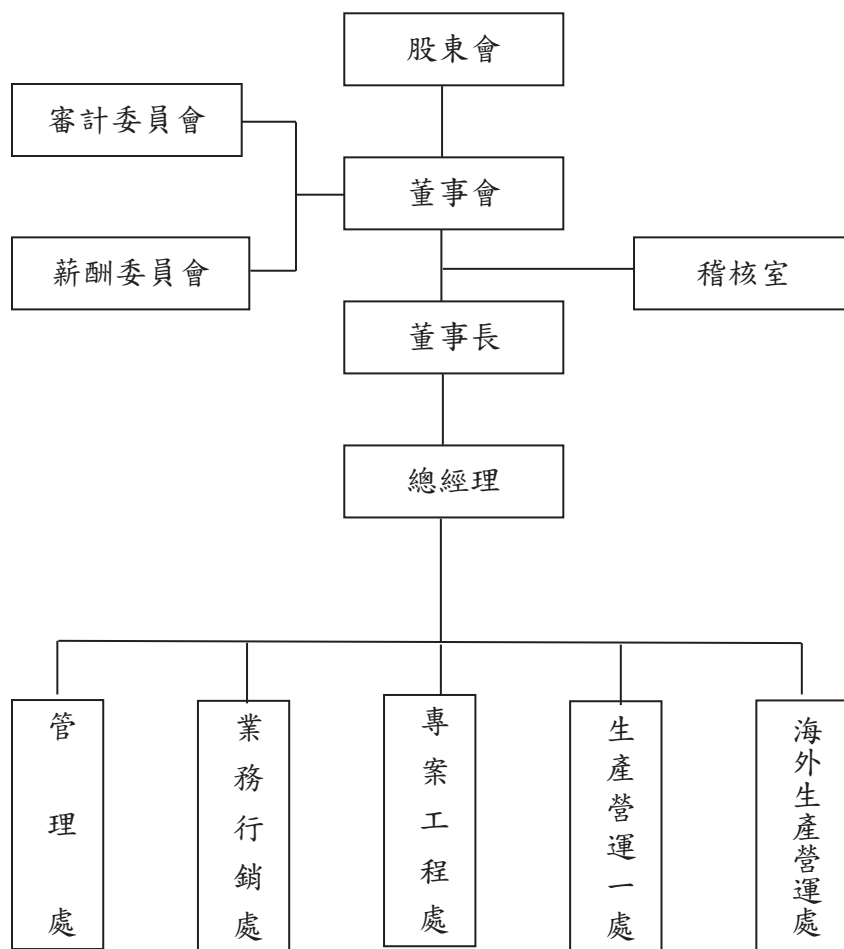 股東會
審計委員會
董事會
薪酬委員會
稽核室
董事長
總經理
管理處
業務行銷處
專案工程處
生產營運一處
海外生產營運處